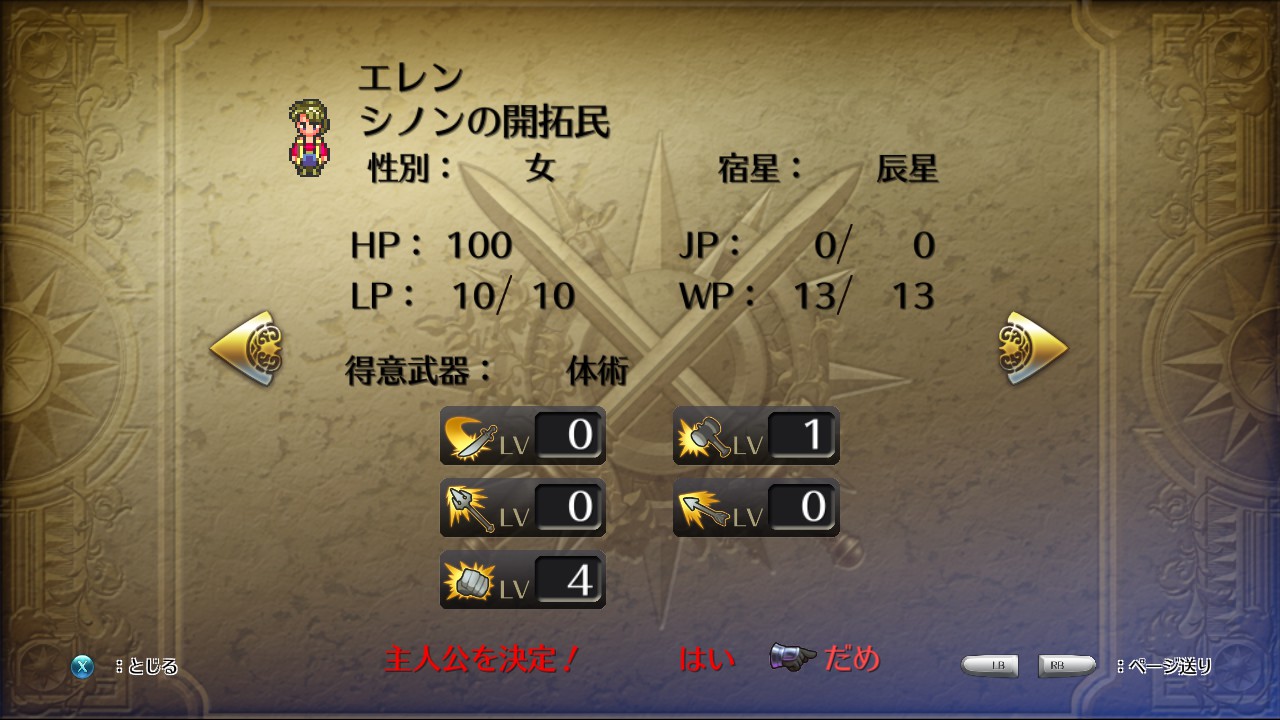 エレン
シノンの開拓民
性別： 女 宿星： 辰星
HP： 100 JP： 0/ 0
LP： 10/ 10 WP： 13/ 13
得意武器： 体術
LV 0 LV 1
LV 0 LV 0
LV 4
主人公を決定！ はい だめ
X ：とじる LB RB ：ページ送り